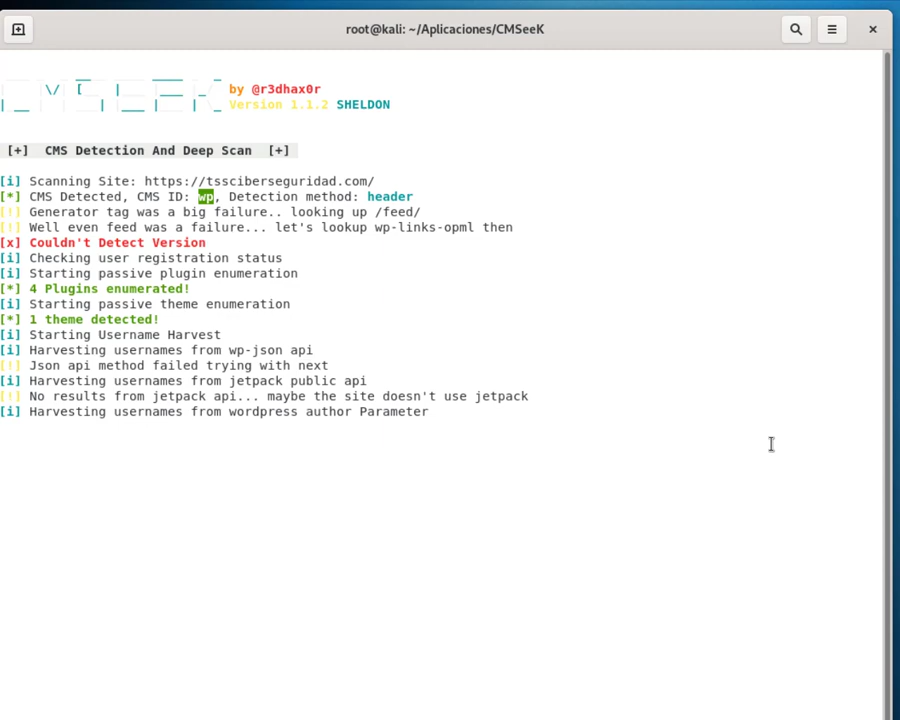 root@kali: ~/Aplicaciones/CMSeeK
by @r3dhax0r
Version 1.1.2 SHELDON
[+]  CMS Detection And Deep Scan  [+]
[i] Scanning Site: https://tssciberseguridad.com/
[*] CMS Detected, CMS ID: wp, Detection method: header
[!] Generator tag was a big failure.. looking up /feed/
[!] Well even feed was a failure... let's lookup wp-links-opml then
[x] Couldn't Detect Version
[i] Checking user registration status
[i] Starting passive plugin enumeration
[*] 4 Plugins enumerated!
[i] Starting passive theme enumeration
[*] 1 theme detected!
[i] Starting Username Harvest
[i] Harvesting usernames from wp-json api
[!] Json api method failed trying with next
[i] Harvesting usernames from jetpack public api
[!] No results from jetpack api... maybe the site doesn't use jetpack
[i] Harvesting usernames from wordpress author Parameter